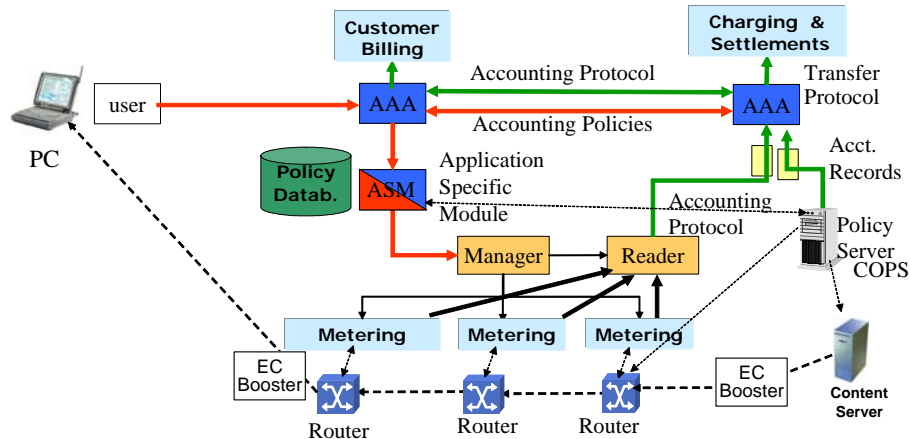 Customer
Billing
Charging &
Settlements
Accounting Protocol
Transfer
Protocol
user
AAA
AAA
Accounting Policies
PC
Acct.
Records
Policy
Datab.
ASM
Application
Specific
Module
Accounting
Protocol
Policy
Server
COPS
Manager
Reader
Metering
Metering
Metering
EC
Booster
EC
Booster
Content
Server
Router
Router
Router